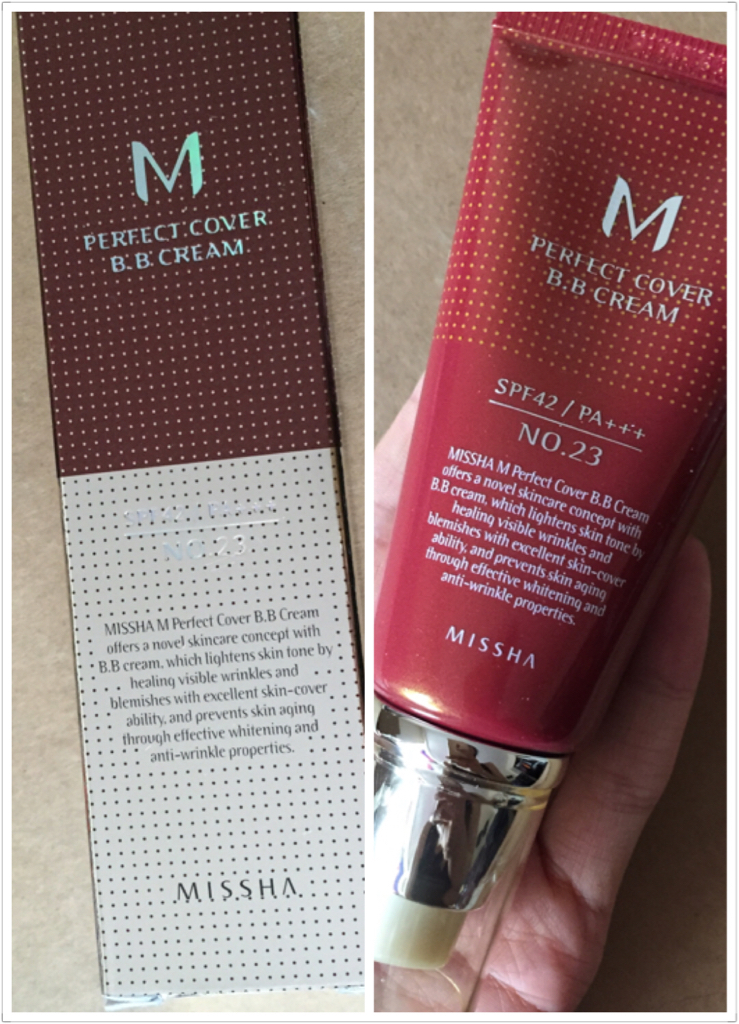 M
PERFECT COVER
B.B CREAM
SPF42 / PA+++
NO.23
MISSHA M Perfect Cover B.B Cream
offers a novel skincare concept with
B.B cream, which lightens skin tone by
healing visible wrinkles and
blemishes with excellent skin-cover
ability, and prevents skin aging
through effective whitening and
anti-wrinkle properties.
MISSHA
M
PERFECT COVER
B.B CREAM
SPF42 / PA+++
NO.23
MISSHA M Perfect Cover B.B Cream
offers a novel skincare concept with
B.B cream, which lightens skin tone by
healing visible wrinkles and
blemishes with excellent skin-cover
ability, and prevents skin aging
through effective whitening and
anti-wrinkle properties.
MISSHA